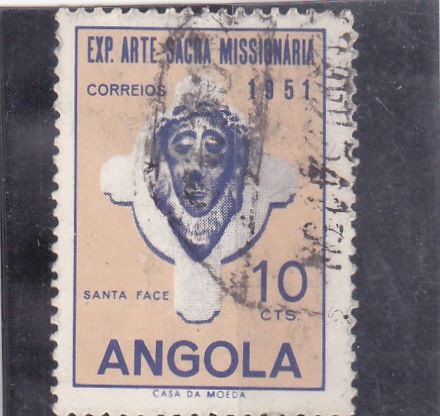 EXP. ARTE SACRA MISSIONÁRIA
CORREIOS 1951
SANTA FACE
10
CTS.
ANGOLA
CASA DA MOEDA